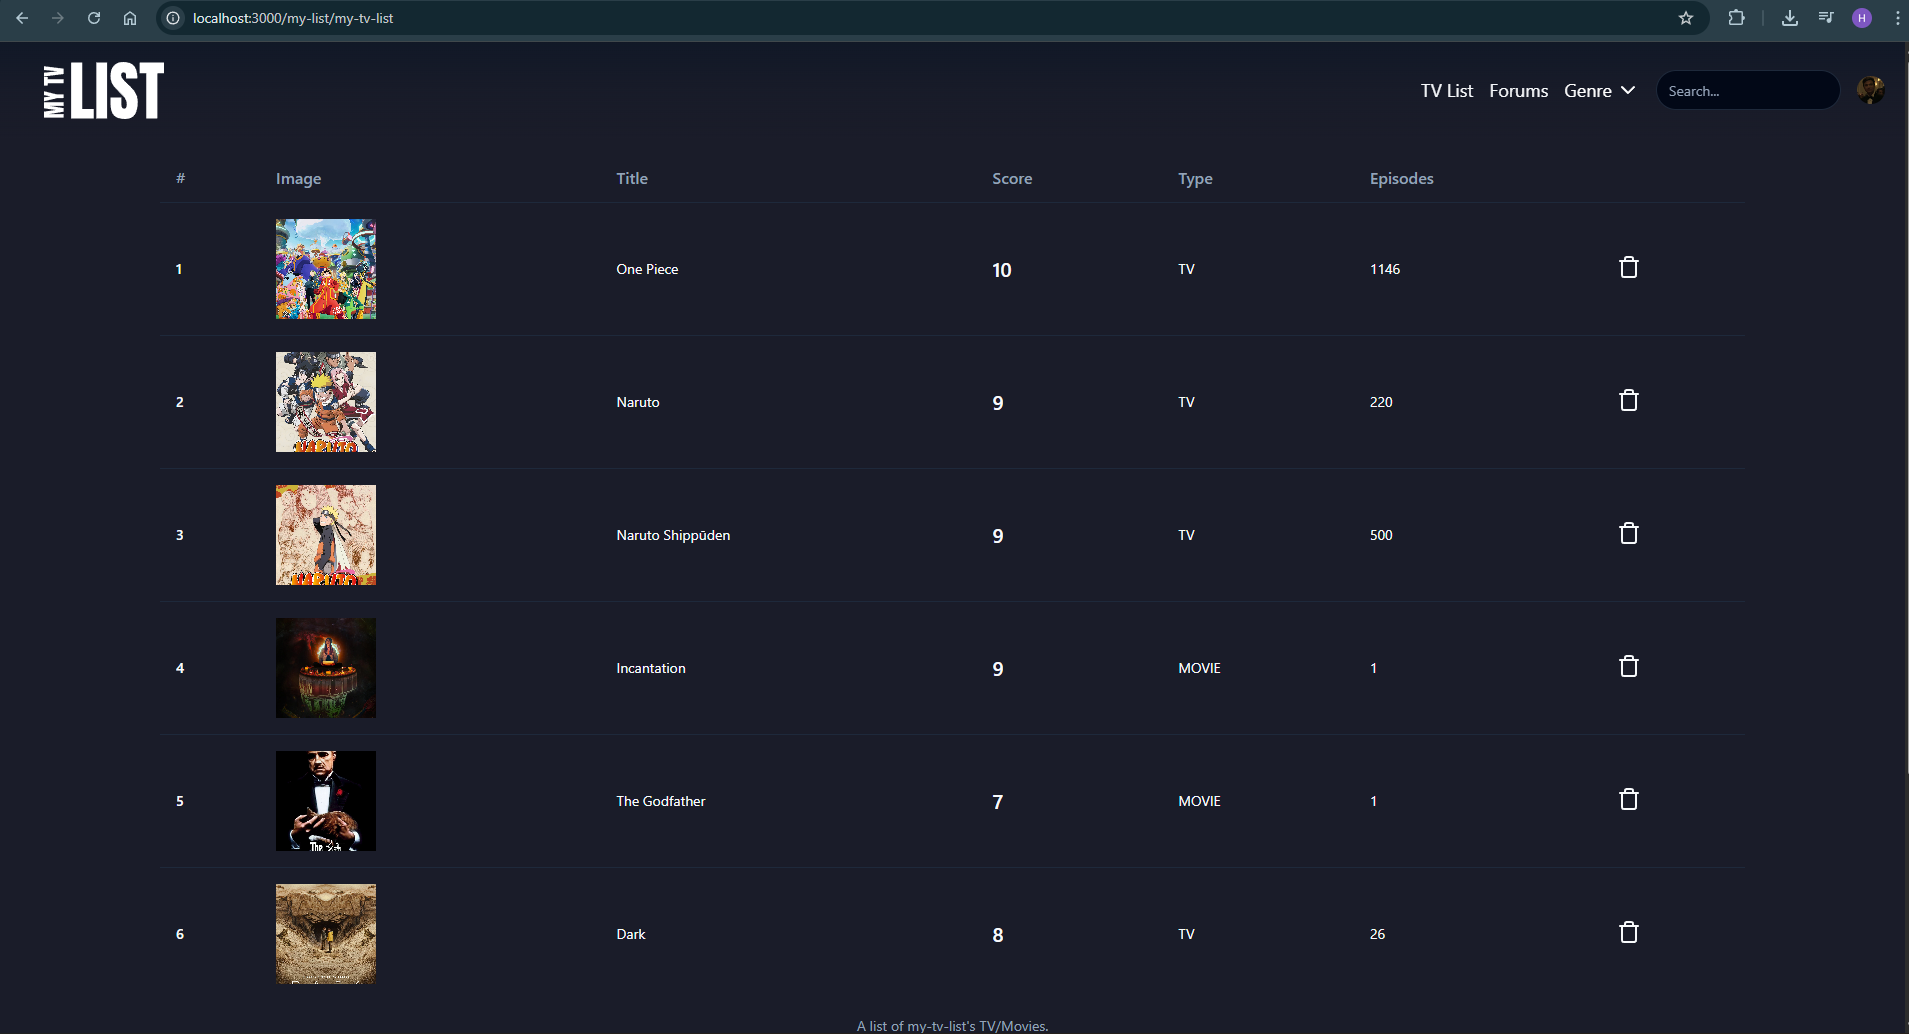 localhost:3000/my-list/my-tv-list
H
MY TV LIST
TV List Forums Genre Search...
# Image Title Score Type Episodes
1 One Piece 10 TV 1146
2 Naruto 9 TV 220
NARUTO
3 Naruto Shippūden 9 TV 500
NARUTO
4 Incantation 9 MOVIE 1
5 The Godfather 7 MOVIE 1
The
6 Dark 8 TV 26
A list of my-tv-list's TV/Movies.